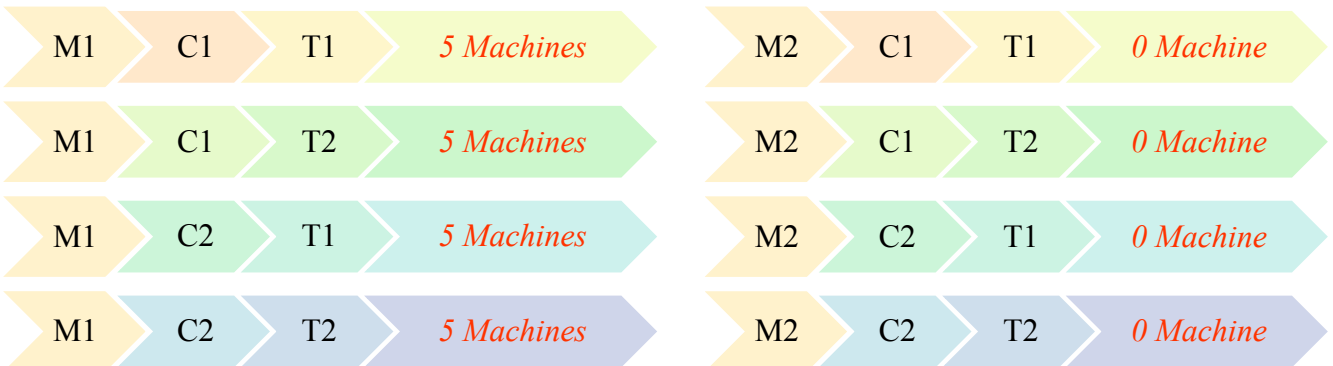 M1 C1 T1 5 Machines
M2 C1 T1 0 Machine
M1 C1 T2 5 Machines
M2 C1 T2 0 Machine
M1 C2 T1 5 Machines
M2 C2 T1 0 Machine
M1 C2 T2 5 Machines
M2 C2 T2 0 Machine